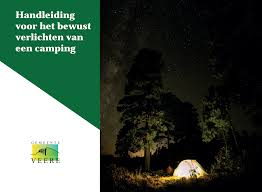 Handleiding
voor het bewust
verlichten van
een camping
GEMEENTE
VEERE